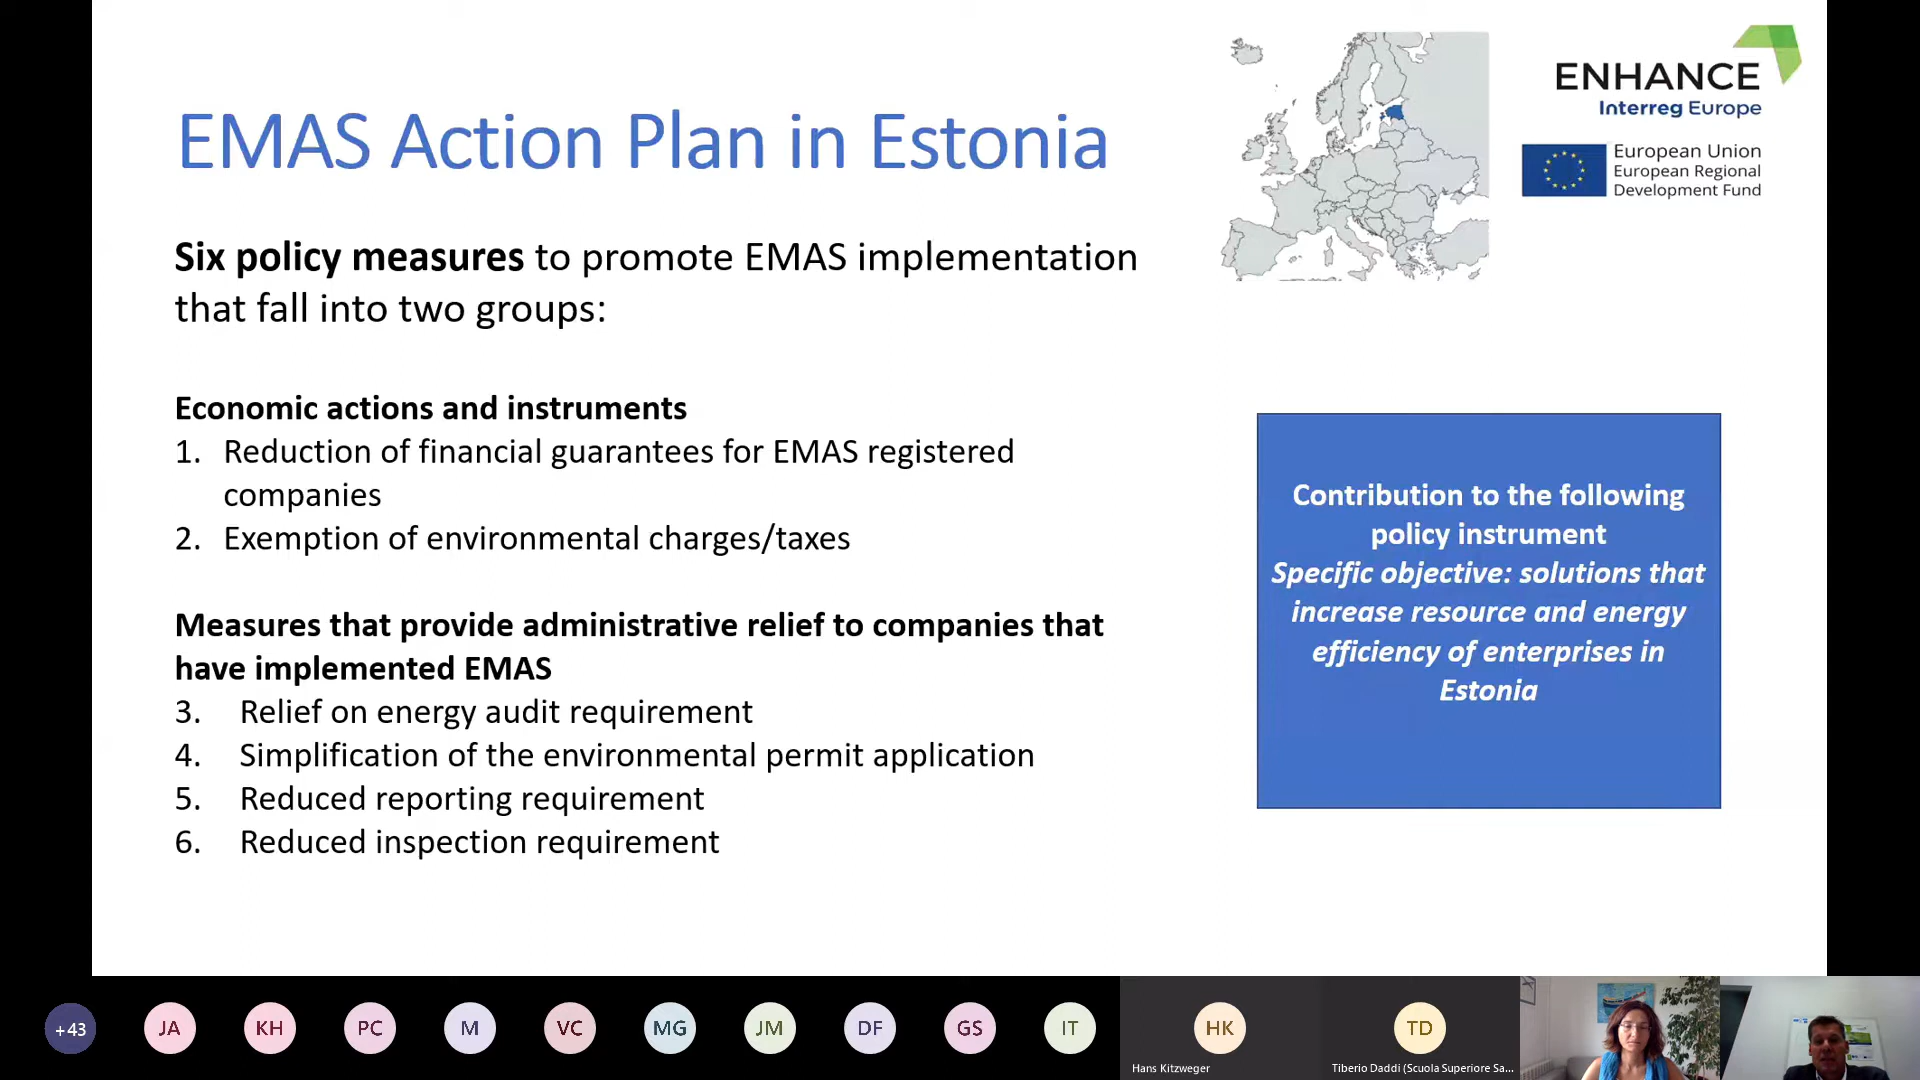 EMAS Action Plan in Estonia
ENHANCE
Interreg Europe
European Union
European Regional
Development Fund
Six policy measures to promote EMAS implementation
that fall into two groups:
Economic actions and instruments
1. Reduction of financial guarantees for EMAS registered
companies
2. Exemption of environmental charges/taxes
Measures that provide administrative relief to companies that
have implemented EMAS
3. Relief on energy audit requirement
4. Simplification of the environmental permit application
5. Reduced reporting requirement
6. Reduced inspection requirement
Contribution to the following
policy instrument
Specific objective: solutions that
increase resource and energy
efficiency of enterprises in
Estonia
+43 JA KH PC M VC MG JM DF GS IT HK TD
Hans Kitzweger
Tiberio Daddi (Scuola Superiore Sa...